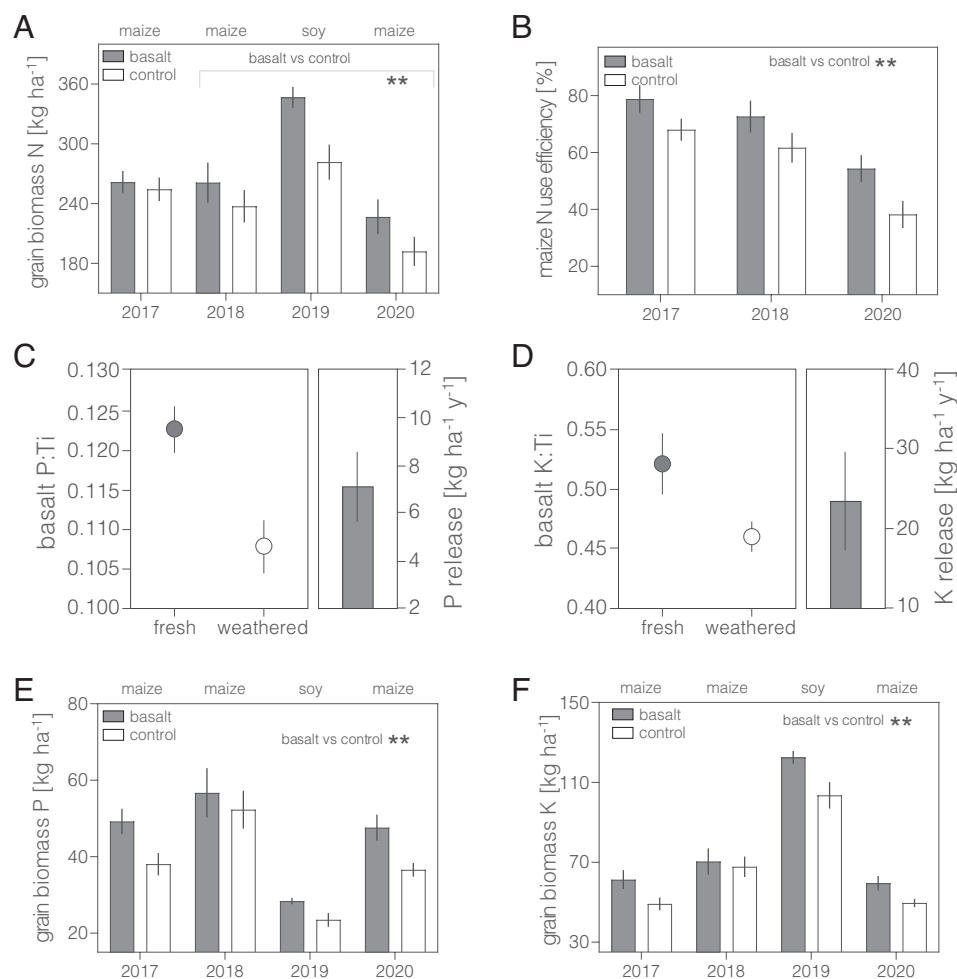 A
maize maize soy maize
basalt
control
basalt vs control
**
grain biomass N [kg ha-1]
360
300
240
180
2017 2018 2019 2020
B
basalt
control
basalt vs control **
maize N use efficiency [%]
80
60
40
20
2017 2018 2020
C
basalt P:Ti
0.130
0.125
0.120
0.115
0.110
0.105
0.100
fresh weathered
12
10
8
6
4
2
P release [kg ha-1 y-1]
D
basalt K:Ti
0.60
0.55
0.50
0.45
0.40
fresh weathered
40
30
20
10
K release [kg ha-1 y-1]
E
maize maize soy maize
basalt
control
basalt vs control **
grain biomass P [kg ha-1]
80
60
40
20
2017 2018 2019 2020
F
maize maize soy maize
basalt
control
basalt vs control **
grain biomass K [kg ha-1]
150
110
70
30
2017 2018 2019 2020